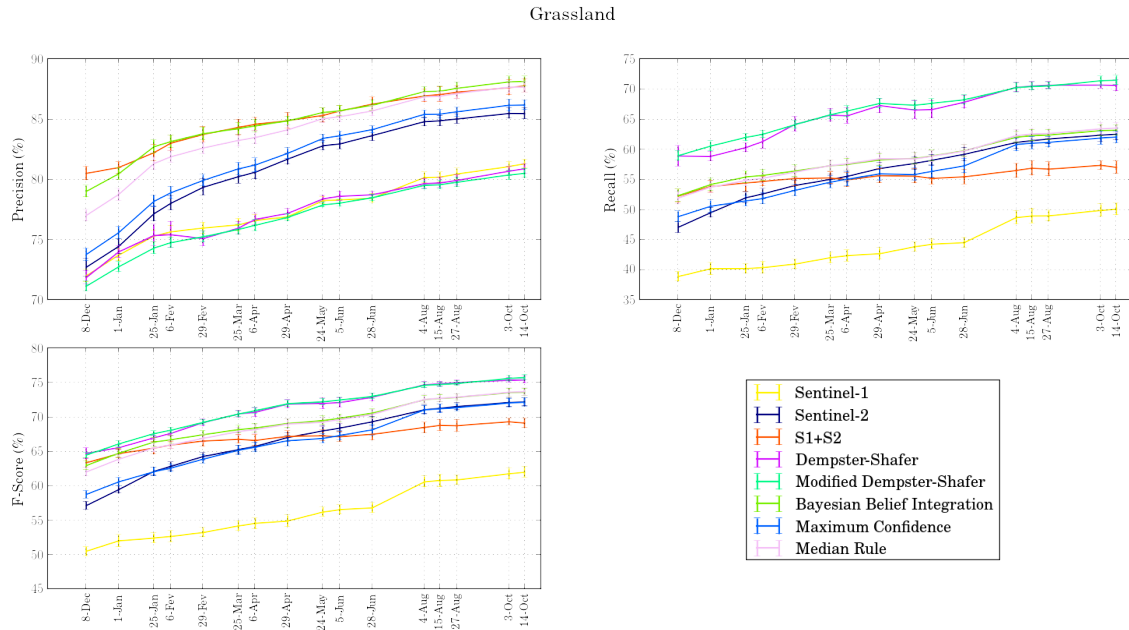 Grassland
90
85
80
75
70
Precision (%)
8-Dec
1-Jan
25-Jan
6-Fev
29-Fev
25-Mar
6-Apr
29-Apr
24-May
5-Jun
28-Jun
4-Aug
15-Aug
27-Aug
3-Oct
14-Oct
75
70
65
60
55
50
45
40
35
Recall (%)
8-Dec
1-Jan
25-Jan
6-Fev
29-Fev
25-Mar
6-Apr
29-Apr
24-May
5-Jun
28-Jun
4-Aug
15-Aug
27-Aug
3-Oct
14-Oct
80
75
70
65
60
55
50
45
F-Score (%)
8-Dec
1-Jan
25-Jan
6-Fev
29-Fev
25-Mar
6-Apr
29-Apr
24-May
5-Jun
28-Jun
4-Aug
15-Aug
27-Aug
3-Oct
14-Oct
Sentinel-1
Sentinel-2
S1+S2
Dempster-Shafer
Modified Dempster-Shafer
Bayesian Belief Integration
Maximum Confidence
Median Rule